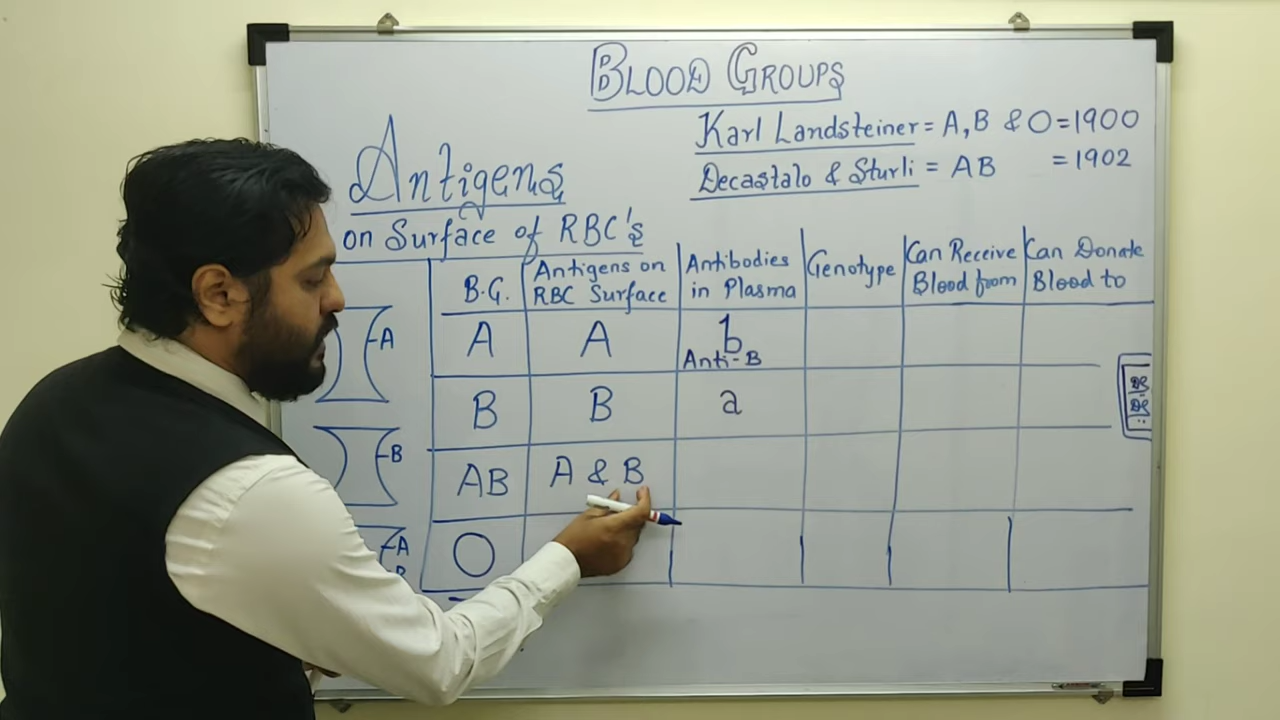 BLOOD GROUPS
Karl Landsteiner = A, B & O = 1900
Decastalo & Sturli = AB = 1902
Antigens
on Surface of RBC's
B.G. Antigens on RBC Surface Antibodies in Plasma Genotype Can Receive Blood from Can Donate Blood to
A A b
Anti-B
B B a
AB A & B
O
A
B
A
B